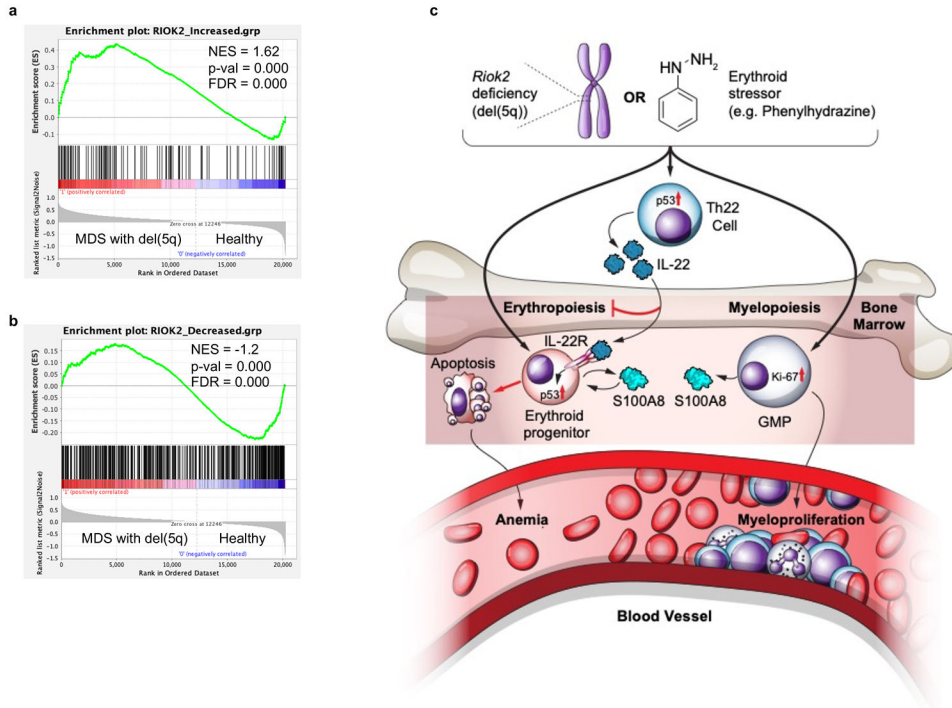 a
Enrichment plot: RIOK2_Increased.grp
NES = 1.62
p-val = 0.000
FDR = 0.000
Enrichment score (ES)
0.4
0.3
0.2
0.1
0.0
-0.1
'1' (positively correlated)
Ranked list metric (Signal2Noise)
1.0
0.5
0.0
-0.5
-1.0
-1.5
Zero cross at 12246
MDS with del(5q)
Healthy
'0' (negatively correlated)
0
5,000
10,000
15,000
20,000
Rank in Ordered Dataset
b
Enrichment plot: RIOK2_Decreased.grp
NES = -1.2
p-val = 0.000
FDR = 0.000
Enrichment score (ES)
0.15
0.10
0.05
0.00
-0.05
-0.10
-0.15
-0.20
'1' (positively correlated)
Ranked list metric (Signal2Noise)
1.0
0.5
0.0
-0.5
-1.0
-1.5
Zero cross at 12246
MDS with del(5q)
Healthy
'0' (negatively correlated)
0
5,000
10,000
15,000
20,000
Rank in Ordered Dataset
c
Riok2
deficiency
(del(5q))
OR
HN
NH2
Erythroid
stressor
(e.g. Phenylhydrazine)
p53
Th22
Cell
IL-22
Erythropoiesis
Myelopoiesis
Bone
Marrow
IL-22R
Apoptosis
p53
S100A8
S100A8
Ki-67
Erythroid
progenitor
GMP
Anemia
Myeloproliferation
Blood Vessel